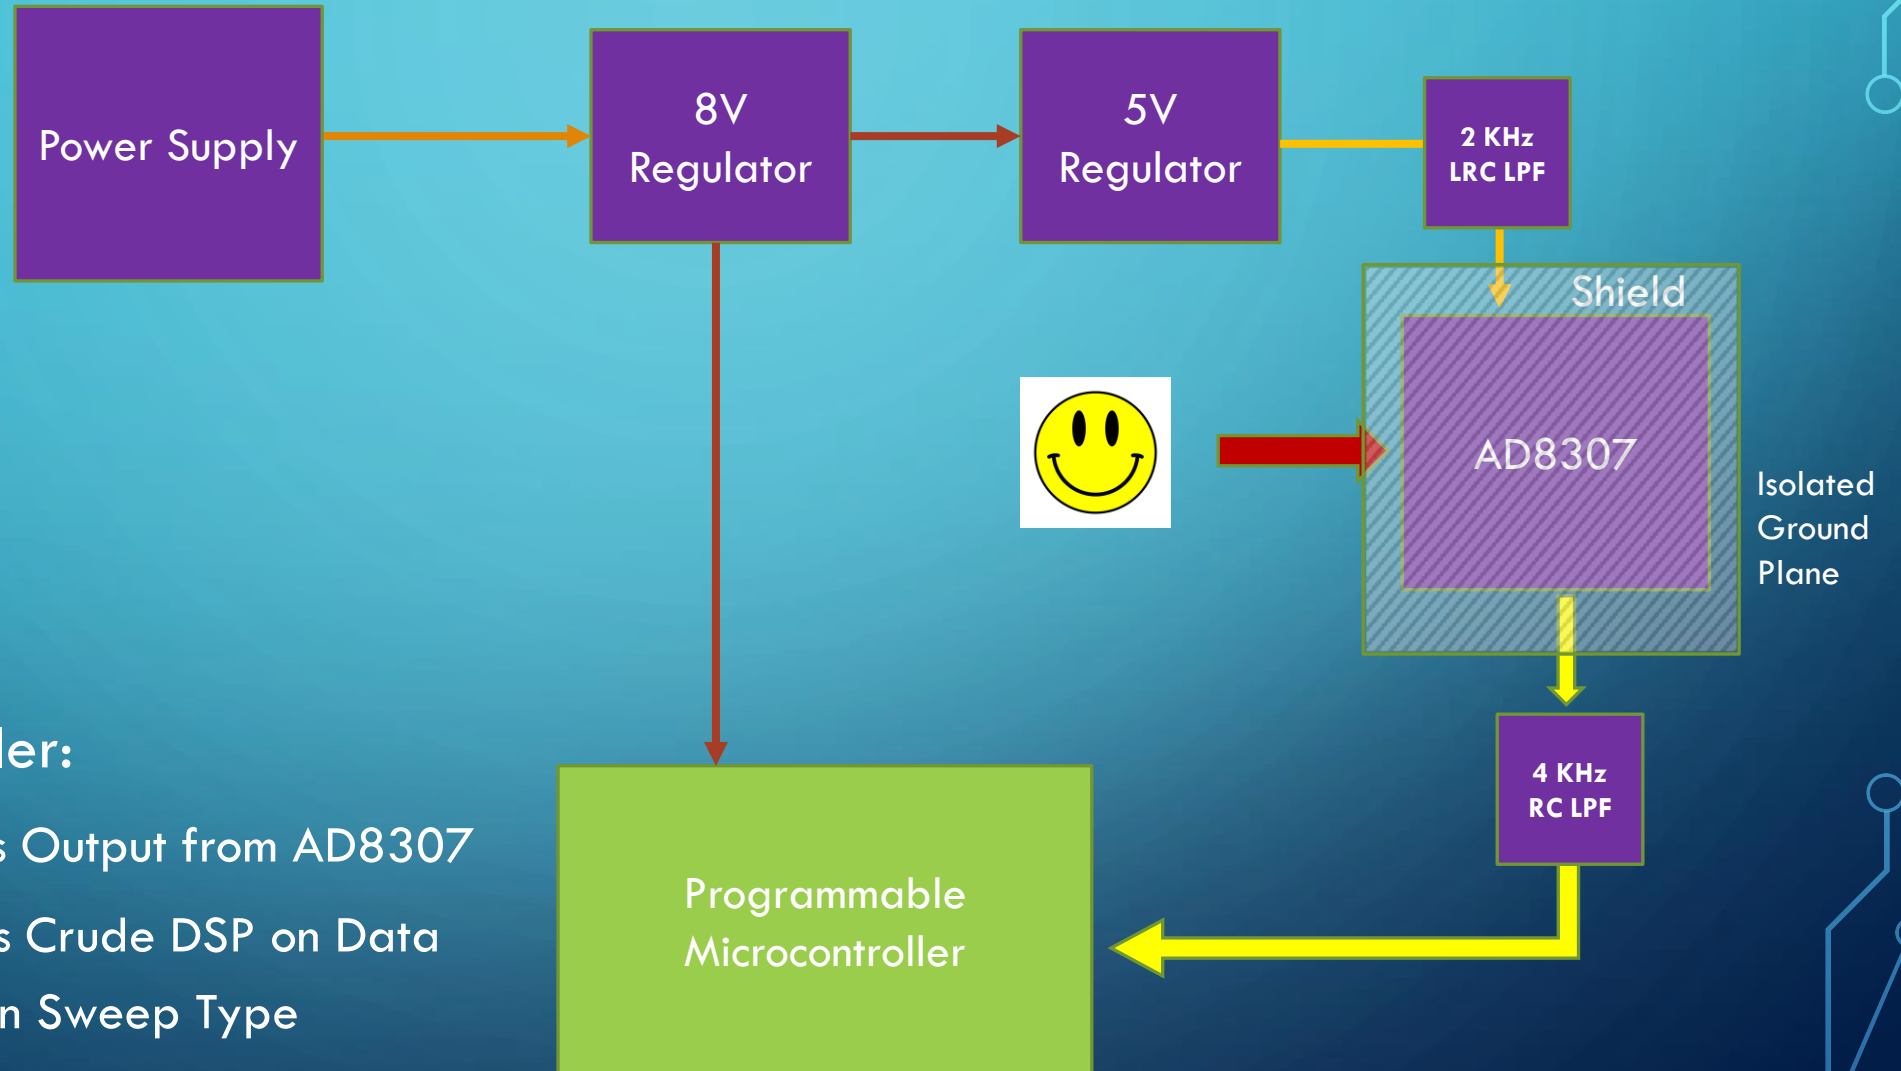 Power Supply
8V
Regulator
5V
Regulator
2 KHz
LRC LPF
Shield
AD8307
Isolated
Ground
Plane
4 KHz
RC LPF
Programmable
Microcontroller
ler:
s Output from AD8307
s Crude DSP on Data
n Sweep Type